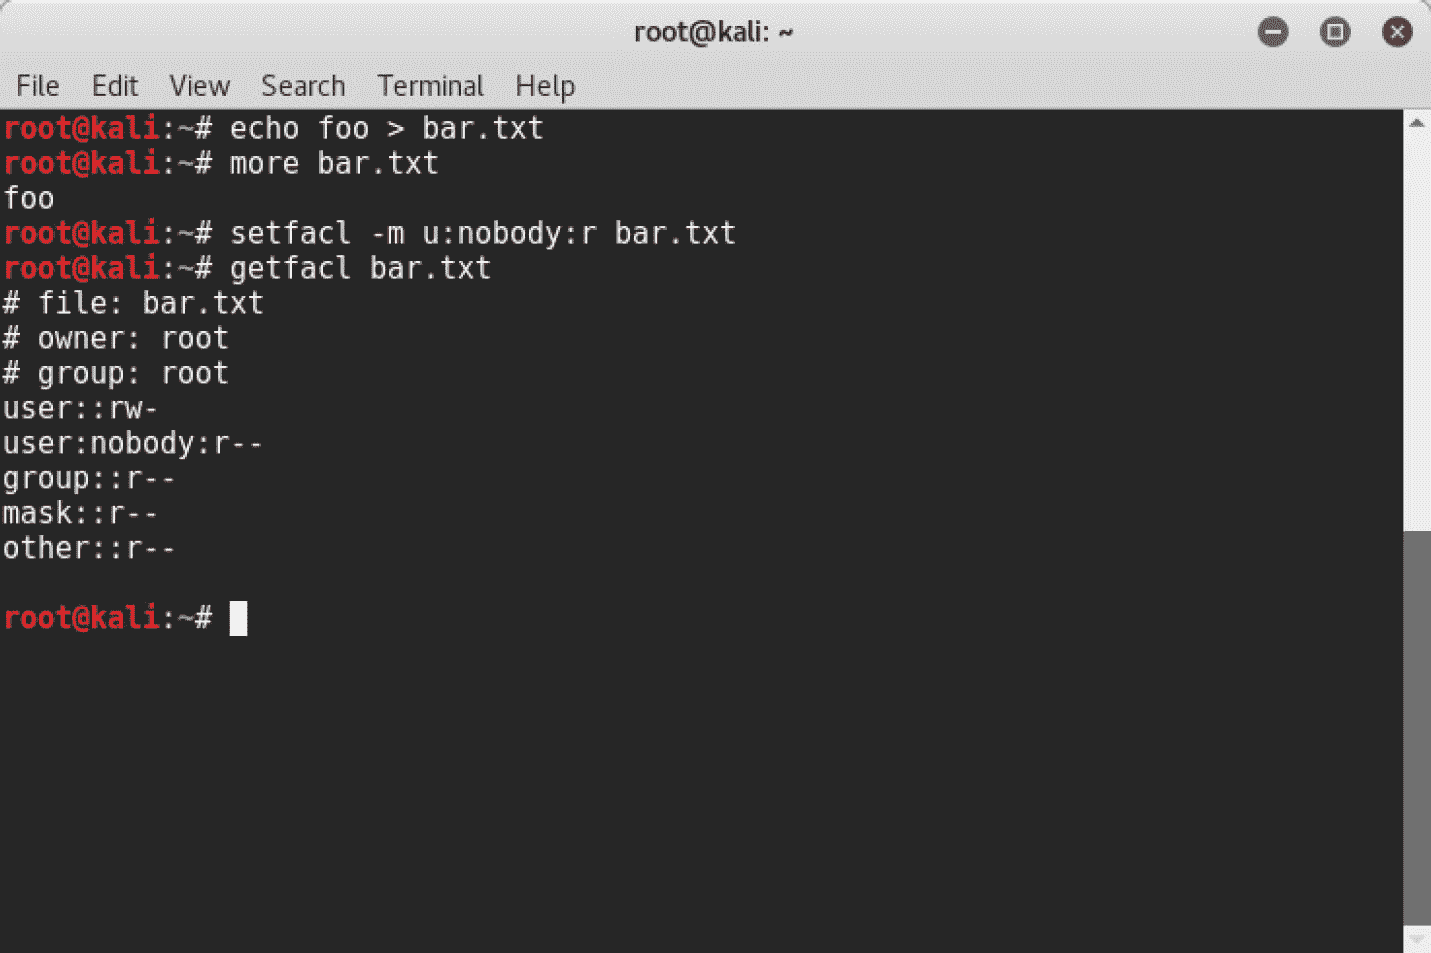 root@kali: ~
File Edit View Search Terminal Help
root@kali:~# echo foo > bar.txt
root@kali:~# more bar.txt
foo
root@kali:~# setfacl -m u:nobody:r bar.txt
root@kali:~# getfacl bar.txt
# file: bar.txt
# owner: root
# group: root
user::rw-
user:nobody:r--
group::r--
mask::r--
other::r--
root@kali:~#